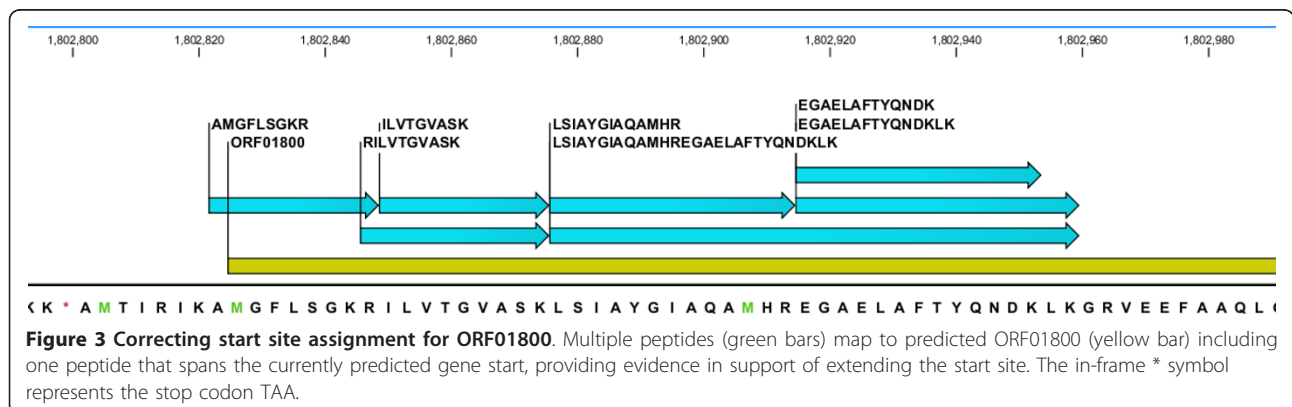 1,802,800 1,802,820 1,802,840 1,802,860 1,802,880 1,802,900 1,802,920 1,802,940 1,802,960 1,802,980
EGAELAFTYQNDK
AMGFLSGKR ILVTGVASK LSIAYGIAQAMHR EGAELAFTYQNDKLK
ORF01800 RILVTGVASK LSIAYGIAQAMHREGAELAFTYQNDKLK
K * A M T I R I K A M G F L S G K R I L V T G V A S K L S I A Y G I A Q A M H R E G A E L A F T Y Q N D K L K G R V E E F A A Q L
Figure 3 Correcting start site assignment for ORF01800. Multiple peptides (green bars) map to predicted ORF01800 (yellow bar) including
one peptide that spans the currently predicted gene start, providing evidence in support of extending the start site. The in-frame * symbol
represents the stop codon TAA.